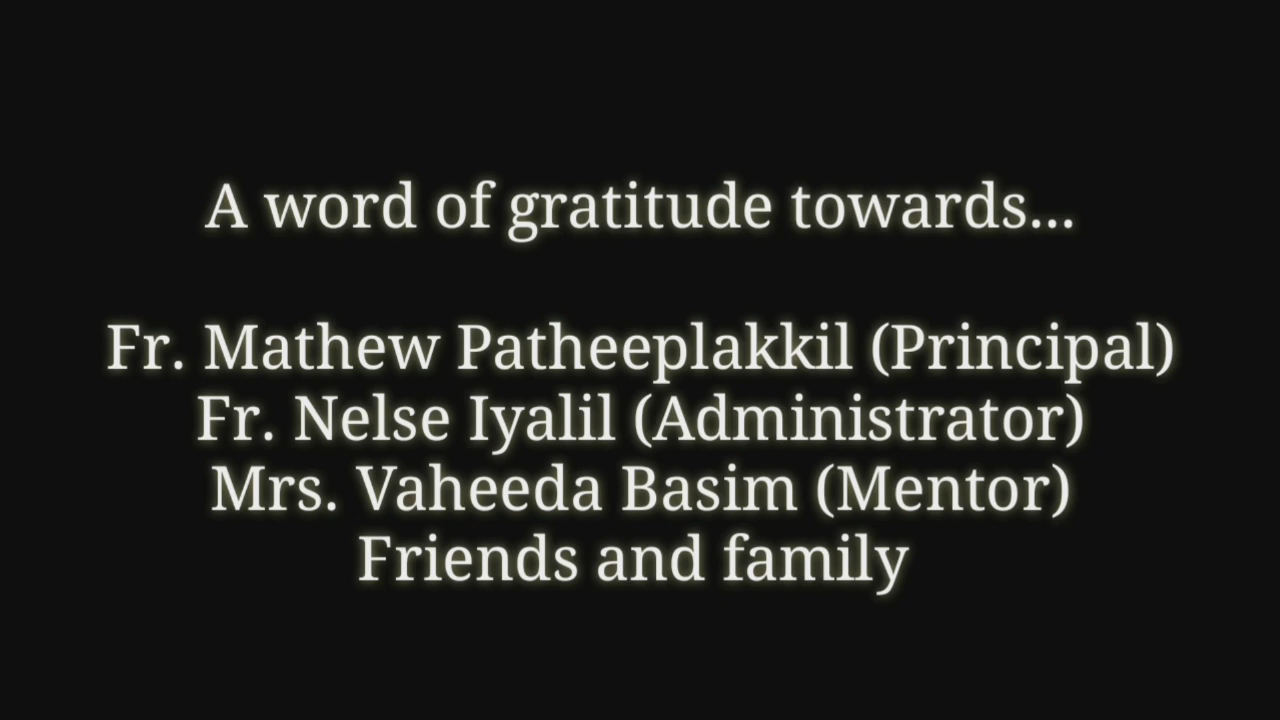 A word of gratitude towards...
Fr. Mathew Patheeplakkil (Principal)
Fr. Nelse Iyalil (Administrator)
Mrs. Vaheeda Basim (Mentor)
Friends and family